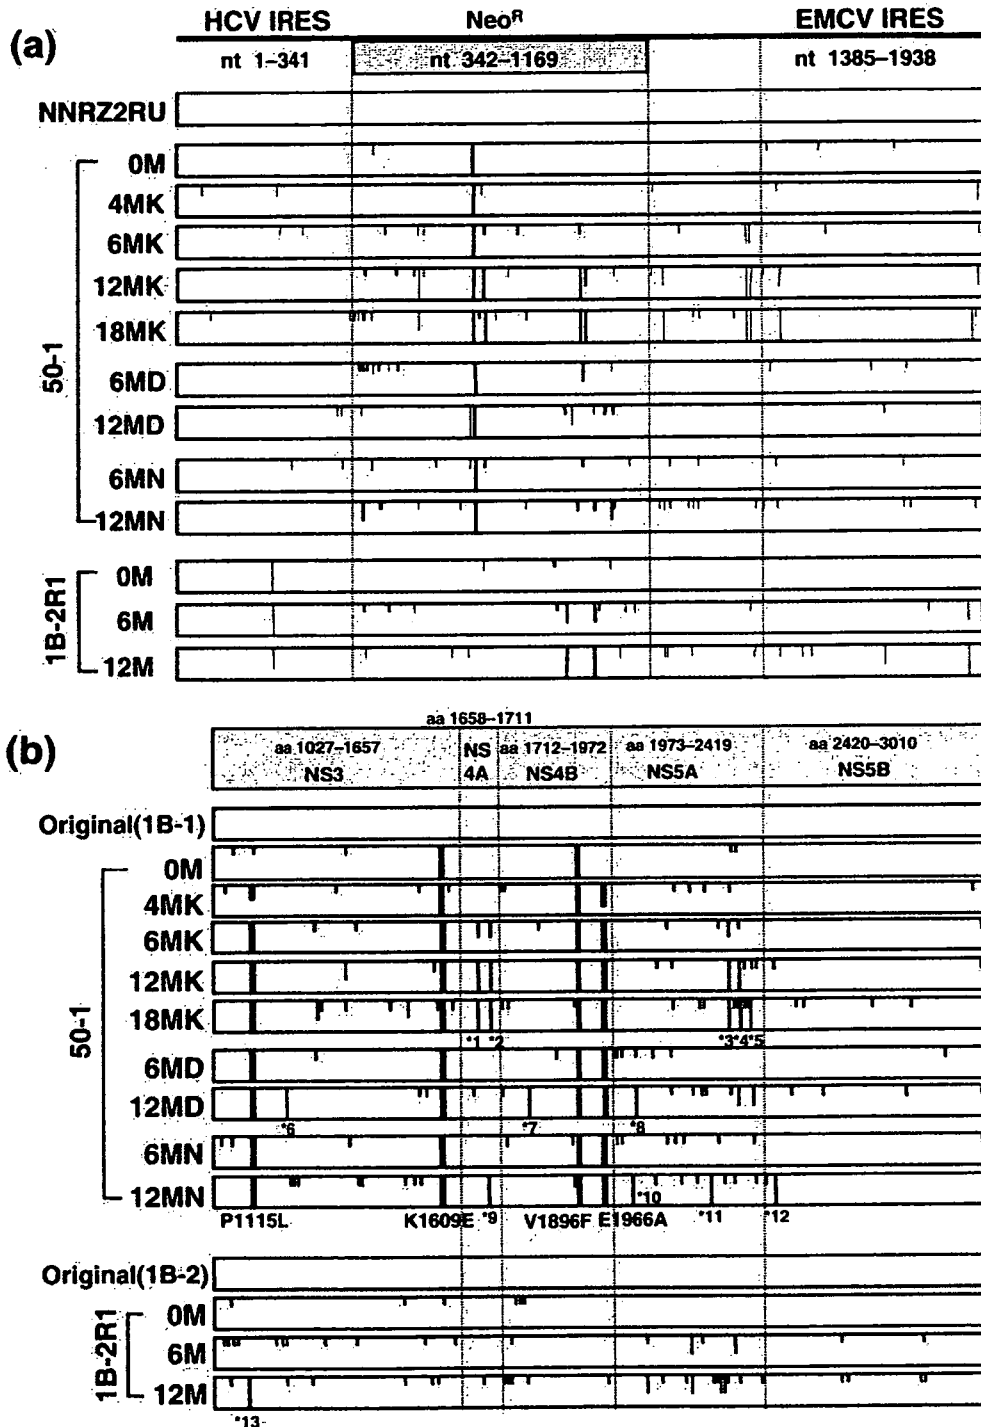 (a)
HCV IRES NeoR EMCV IRES
nt 1–341 nt 342–1169 nt 1385–1938
NNRZ2RU
50-1
0M
4MK
6MK
12MK
18MK
6MD
12MD
6MN
12MN
1B-2R1
0M
6M
12M
(b)
aa 1658–1711
aa 1027–1657 NS aa 1712–1972 aa 1973–2419 aa 2420–3010
NS3 4A NS4B NS5A NS5B
Original(1B-1)
50-1
0M
4MK
6MK
12MK
18MK
*1 *2 *3*4*5
6MD
12MD
*6 *7 *8
6MN
12MN
*10
P1115L K1609E *9 V1896F E1966A *11 *12
Original(1B-2)
1B-2R1
0M
6M
12M
*13